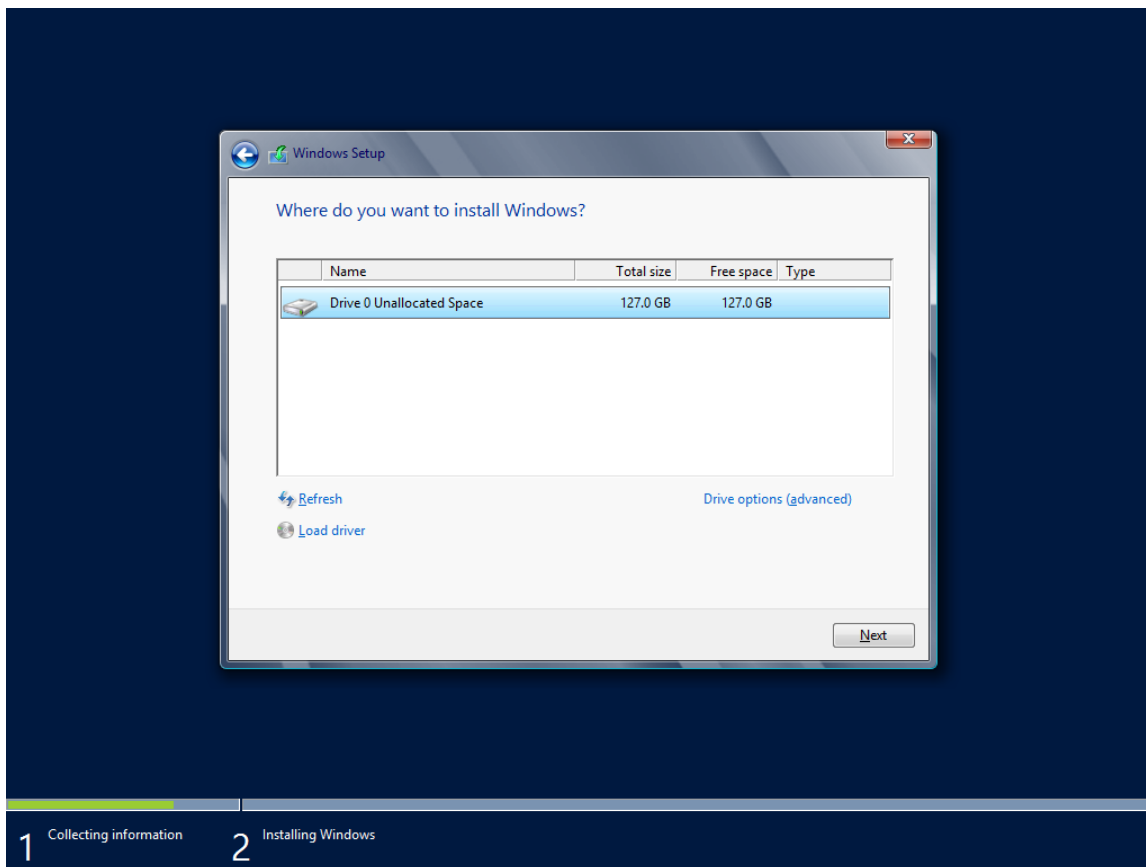 Windows Setup
Where do you want to install Windows?
Name Total size Free space Type
Drive 0 Unallocated Space 127.0 GB 127.0 GB
Refresh Drive options (advanced)
Load driver
Next
1 Collecting information 2 Installing Windows